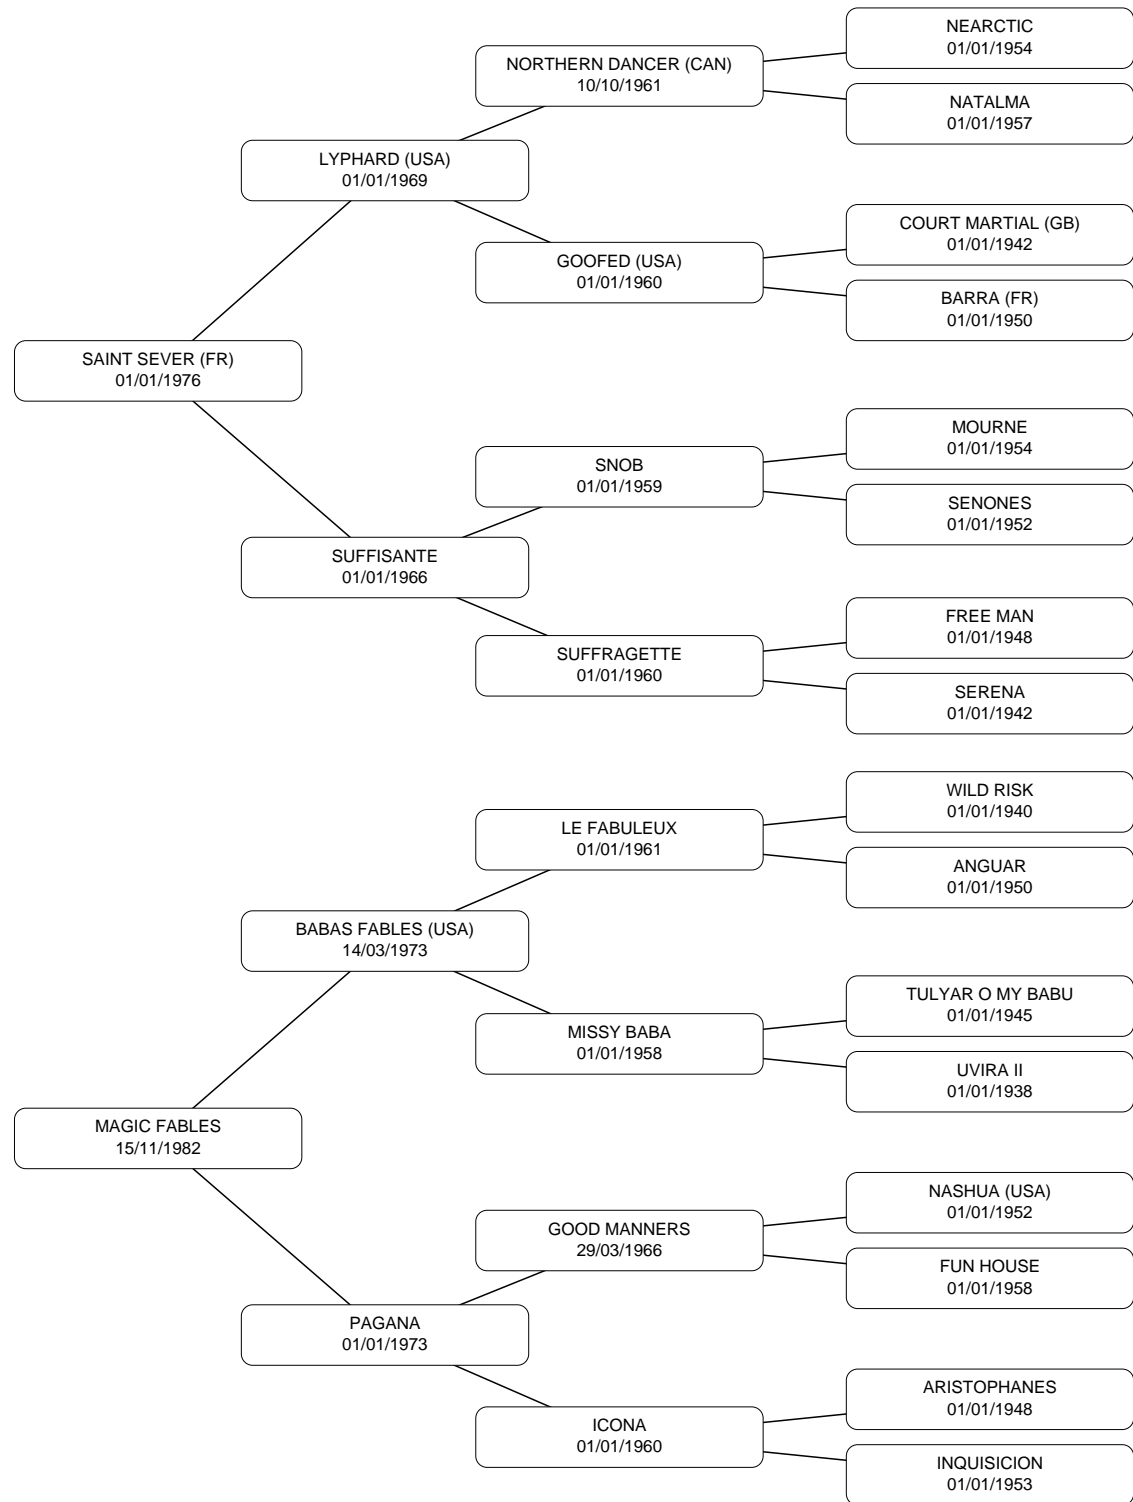 NEARCTIC
01/01/1954
NORTHERN DANCER (CAN)
10/10/1961
NATALMA
01/01/1957
LYPHARD (USA)
01/01/1969
COURT MARTIAL (GB)
01/01/1942
GOOFED (USA)
01/01/1960
BARRA (FR)
01/01/1950
SAINT SEVER (FR)
01/01/1976
MOURNE
01/01/1954
SNOB
01/01/1959
SENONES
01/01/1952
SUFFISANTE
01/01/1966
FREE MAN
01/01/1948
SUFFRAGETTE
01/01/1960
SERENA
01/01/1942
WILD RISK
01/01/1940
LE FABULEUX
01/01/1961
ANGUAR
01/01/1950
BABAS FABLES (USA)
14/03/1973
TULYAR O MY BABU
01/01/1945
MISSY BABA
01/01/1958
UVIRA II
01/01/1938
MAGIC FABLES
15/11/1982
NASHUA (USA)
01/01/1952
GOOD MANNERS
29/03/1966
FUN HOUSE
01/01/1958
PAGANA
01/01/1973
ARISTOPHANES
01/01/1948
ICONA
01/01/1960
INQUISICION
01/01/1953